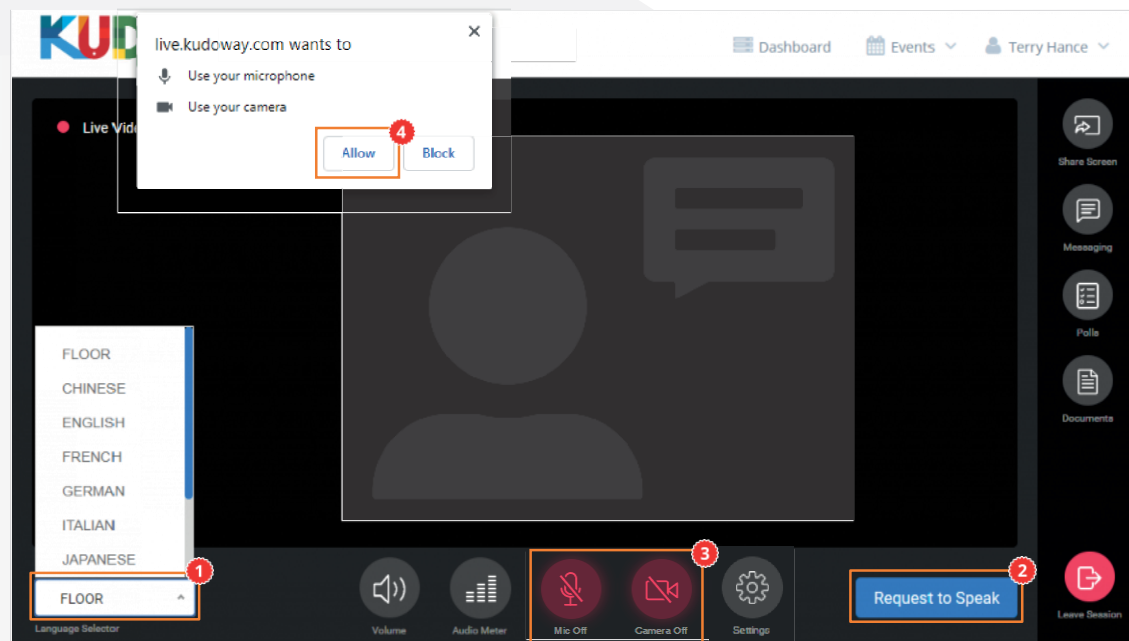 KUD
live.kudoway.com wants to
Use your microphone
Use your camera
Allow
4
Block
Dashboard
Events
Terry Hance
Live Vid
Share Screen
Messaging
Polls
Documents
FLOOR
CHINESE
ENGLISH
FRENCH
GERMAN
ITALIAN
JAPANESE
1
FLOOR
Language Selector
Volume
Audio Meter
3
Mic Off
Camera Off
Settings
2
Request to Speak
Leave Session